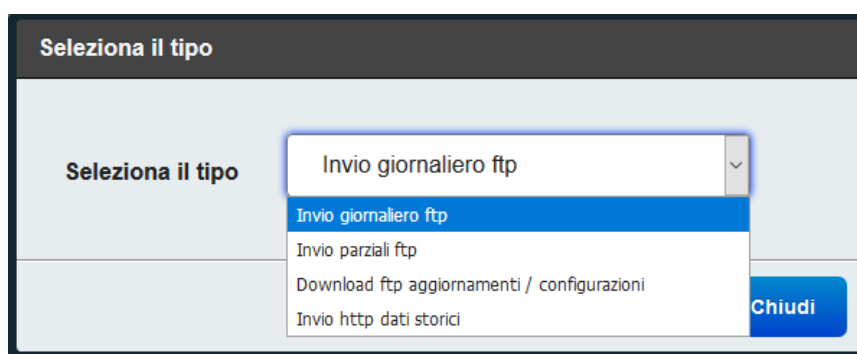 Seleziona il tipo
Seleziona il tipo
Invio giornaliero ftp
Invio giornaliero ftp
Invio parziali ftp
Download ftp aggiornamenti / configurazioni
Invio http dati storici
Chiudi